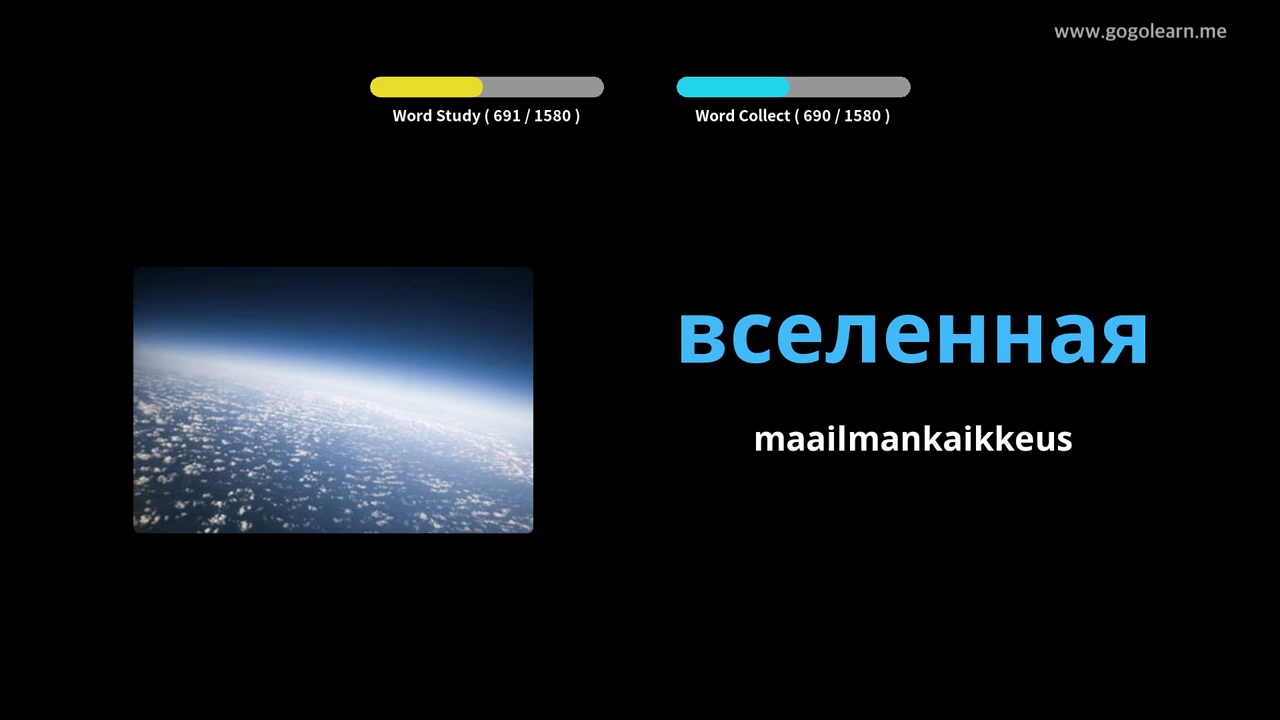 www.gogolearn.me
Word Study ( 691 / 1580 )
Word Collect ( 690 / 1580 )
вселенная
maailmankaikkeus